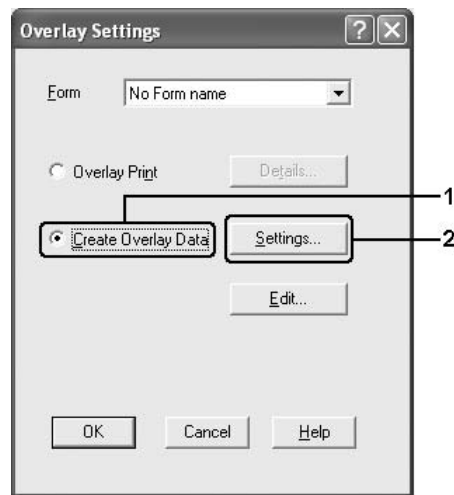 Overlay Settings
Form No Form name
Overlay Print Details...
1
Create Overlay Data Settings... 2
Edit...
OK Cancel Help